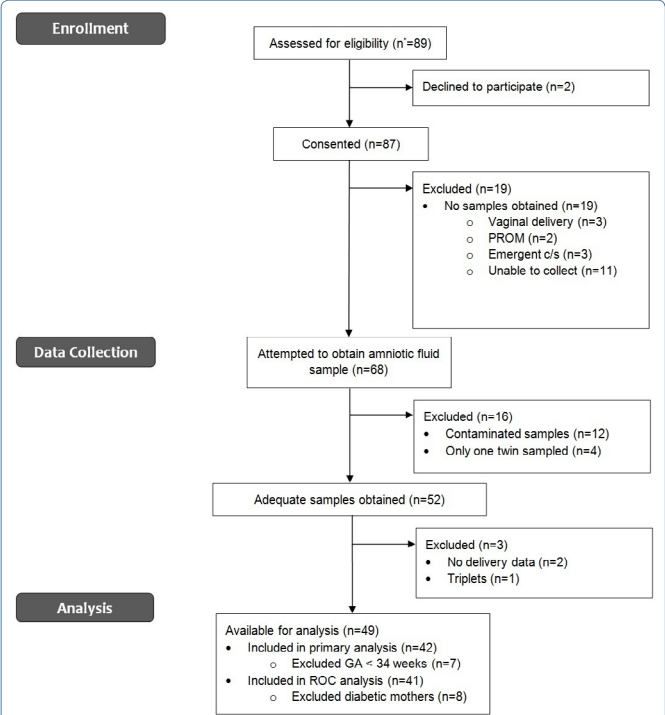 Enrollment
Assessed for eligibility (n*=89)
Declined to participate (n=2)
Consented (n=87)
Excluded (n=19)
• No samples obtained (n=19)
o Vaginal delivery (n=3)
o PROM (n=2)
o Emergent c/s (n=3)
o Unable to collect (n=11)
Data Collection
Attempted to obtain amniotic fluid
sample (n=68)
Excluded (n=16)
• Contaminated samples (n=12)
• Only one twin sampled (n=4)
Adequate samples obtained (n=52)
Excluded (n=3)
• No delivery data (n=2)
• Triplets (n=1)
Analysis
Available for analysis (n=49)
• Included in primary analysis (n=42)
o Excluded GA < 34 weeks (n=7)
• Included in ROC analysis (n=41)
o Excluded diabetic mothers (n=8)